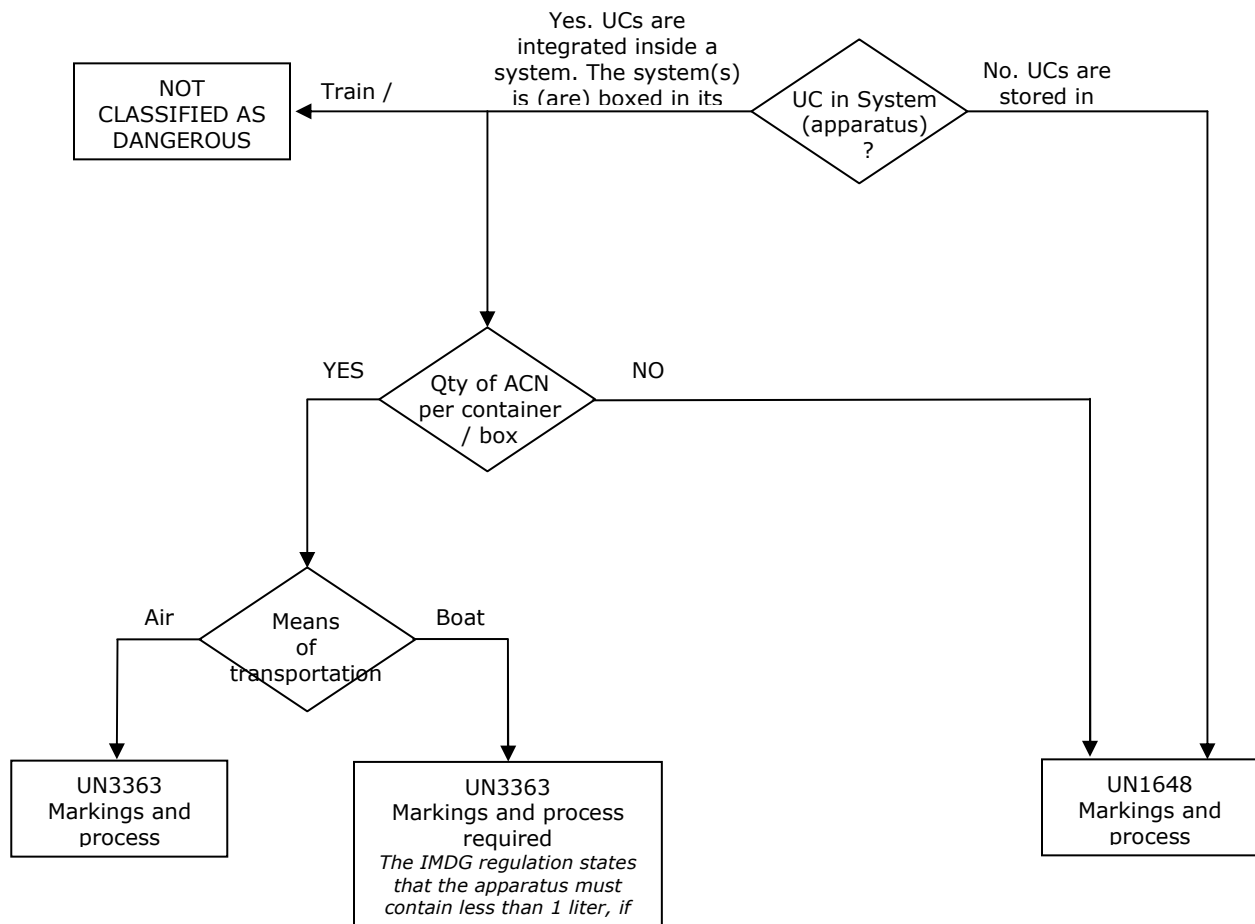 Yes. UCs are
integrated inside a
system. The system(s)
is (are) boxed in its
NOT
CLASSIFIED AS
DANGEROUS
Train /
UC in System
(apparatus)
?
No. UCs are
stored in
YES
Qty of ACN
per container
/ box
NO
Air
Means
of
transportation
Boat
UN3363
Markings and
process
UN3363
Markings and process
required
The IMDG regulation states
that the apparatus must
contain less than 1 liter, if
UN1648
Markings and
process